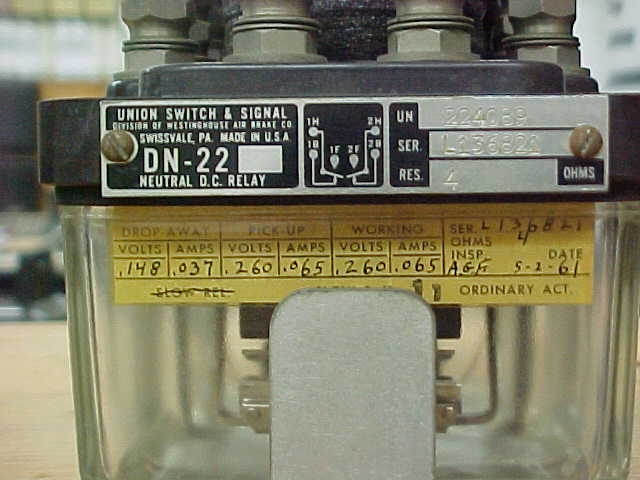 UNION SWITCH & SIGNAL
DIVISION OF WESTINGHOUSE AIR BRAKE CO.
SWISSVALE, PA. MADE IN U.S.A.
DN-22
NEUTRAL D.C. RELAY
1H 2H
1B 1F 2F 2B
UN 224089
SER. L136821
RES. 4 OHMS
DROP-AWAY PICK-UP WORKING SER. L136821
VOLTS AMPS VOLTS AMPS VOLTS AMPS OHMS 4
INSP. DATE
.148 .037 .260 .065 .260 .065 5-2-61
SLOW REL. ORDINARY ACT.